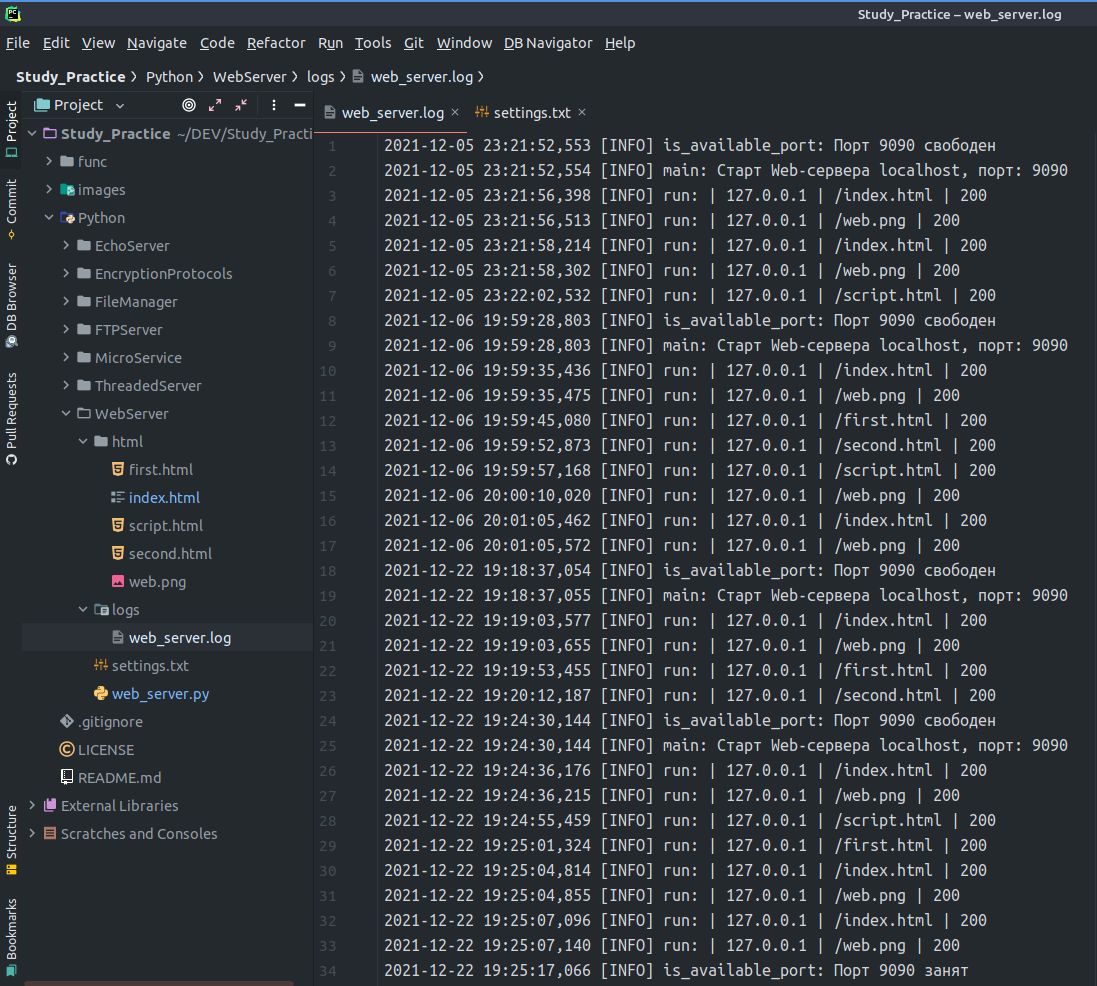 PC
Study_Practice – web_server.log
File Edit View Navigate Code Refactor Run Tools Git Window DB Navigator Help
Study_Practice Python WebServer logs web_server.log
Project
Commit
DB Browser
Pull Requests
Structure
Bookmarks
Project
Study_Practice ~/DEV/Study_Practi
func
images
Python
EchoServer
EncryptionProtocols
FileManager
FTPServer
MicroService
ThreadedServer
WebServer
html
first.html
index.html
script.html
second.html
web.png
logs
web_server.log
settings.txt
web_server.py
.gitignore
LICENSE
README.md
External Libraries
Scratches and Consoles
web_server.log settings.txt
1 2021-12-05 23:21:52,553 [INFO] is_available_port: Порт 9090 свободен
2 2021-12-05 23:21:52,554 [INFO] main: Старт Web-сервера localhost, порт: 9090
3 2021-12-05 23:21:56,398 [INFO] run: | 127.0.0.1 | /index.html | 200
4 2021-12-05 23:21:56,513 [INFO] run: | 127.0.0.1 | /web.png | 200
5 2021-12-05 23:21:58,214 [INFO] run: | 127.0.0.1 | /index.html | 200
6 2021-12-05 23:21:58,302 [INFO] run: | 127.0.0.1 | /web.png | 200
7 2021-12-05 23:22:02,532 [INFO] run: | 127.0.0.1 | /script.html | 200
8 2021-12-06 19:59:28,803 [INFO] is_available_port: Порт 9090 свободен
9 2021-12-06 19:59:28,803 [INFO] main: Старт Web-сервера localhost, порт: 9090
10 2021-12-06 19:59:35,436 [INFO] run: | 127.0.0.1 | /index.html | 200
11 2021-12-06 19:59:35,475 [INFO] run: | 127.0.0.1 | /web.png | 200
12 2021-12-06 19:59:45,080 [INFO] run: | 127.0.0.1 | /first.html | 200
13 2021-12-06 19:59:52,873 [INFO] run: | 127.0.0.1 | /second.html | 200
14 2021-12-06 19:59:57,168 [INFO] run: | 127.0.0.1 | /script.html | 200
15 2021-12-06 20:00:10,020 [INFO] run: | 127.0.0.1 | /web.png | 200
16 2021-12-06 20:01:05,462 [INFO] run: | 127.0.0.1 | /index.html | 200
17 2021-12-06 20:01:05,572 [INFO] run: | 127.0.0.1 | /web.png | 200
18 2021-12-22 19:18:37,054 [INFO] is_available_port: Порт 9090 свободен
19 2021-12-22 19:18:37,055 [INFO] main: Старт Web-сервера localhost, порт: 9090
20 2021-12-22 19:19:03,577 [INFO] run: | 127.0.0.1 | /index.html | 200
21 2021-12-22 19:19:03,655 [INFO] run: | 127.0.0.1 | /web.png | 200
22 2021-12-22 19:19:53,455 [INFO] run: | 127.0.0.1 | /first.html | 200
23 2021-12-22 19:20:12,187 [INFO] run: | 127.0.0.1 | /second.html | 200
24 2021-12-22 19:24:30,144 [INFO] is_available_port: Порт 9090 свободен
25 2021-12-22 19:24:30,144 [INFO] main: Старт Web-сервера localhost, порт: 9090
26 2021-12-22 19:24:36,176 [INFO] run: | 127.0.0.1 | /index.html | 200
27 2021-12-22 19:24:36,215 [INFO] run: | 127.0.0.1 | /web.png | 200
28 2021-12-22 19:24:55,459 [INFO] run: | 127.0.0.1 | /script.html | 200
29 2021-12-22 19:25:01,324 [INFO] run: | 127.0.0.1 | /first.html | 200
30 2021-12-22 19:25:04,814 [INFO] run: | 127.0.0.1 | /index.html | 200
31 2021-12-22 19:25:04,855 [INFO] run: | 127.0.0.1 | /web.png | 200
32 2021-12-22 19:25:07,096 [INFO] run: | 127.0.0.1 | /index.html | 200
33 2021-12-22 19:25:07,140 [INFO] run: | 127.0.0.1 | /web.png | 200
34 2021-12-22 19:25:17,066 [INFO] is_available_port: Порт 9090 занят